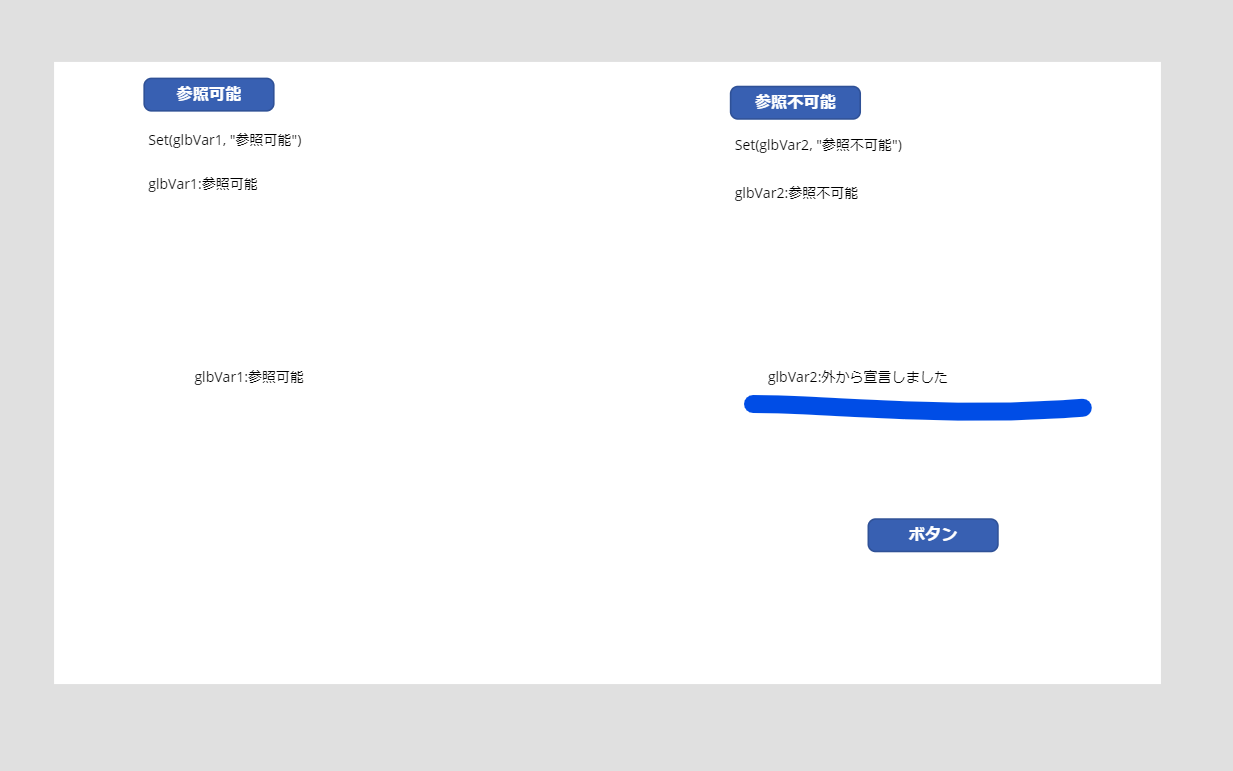 参照可能
参照不可能
Set(glbVar1, "参照可能")
Set(glbVar2, "参照不可能")
glbVar1:参照可能
glbVar2:参照不可能
glbVar1:参照可能
glbVar2:外から宣言しました
ボタン